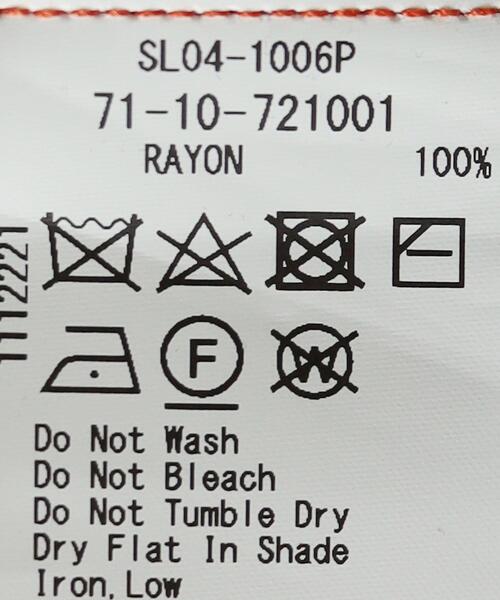 SL04-1006P
71-10-721001
RAYON 100%
1112221
F
W
Do Not Wash
Do Not Bleach
Do Not Tumble Dry
Dry Flat In Shade
Iron, Low